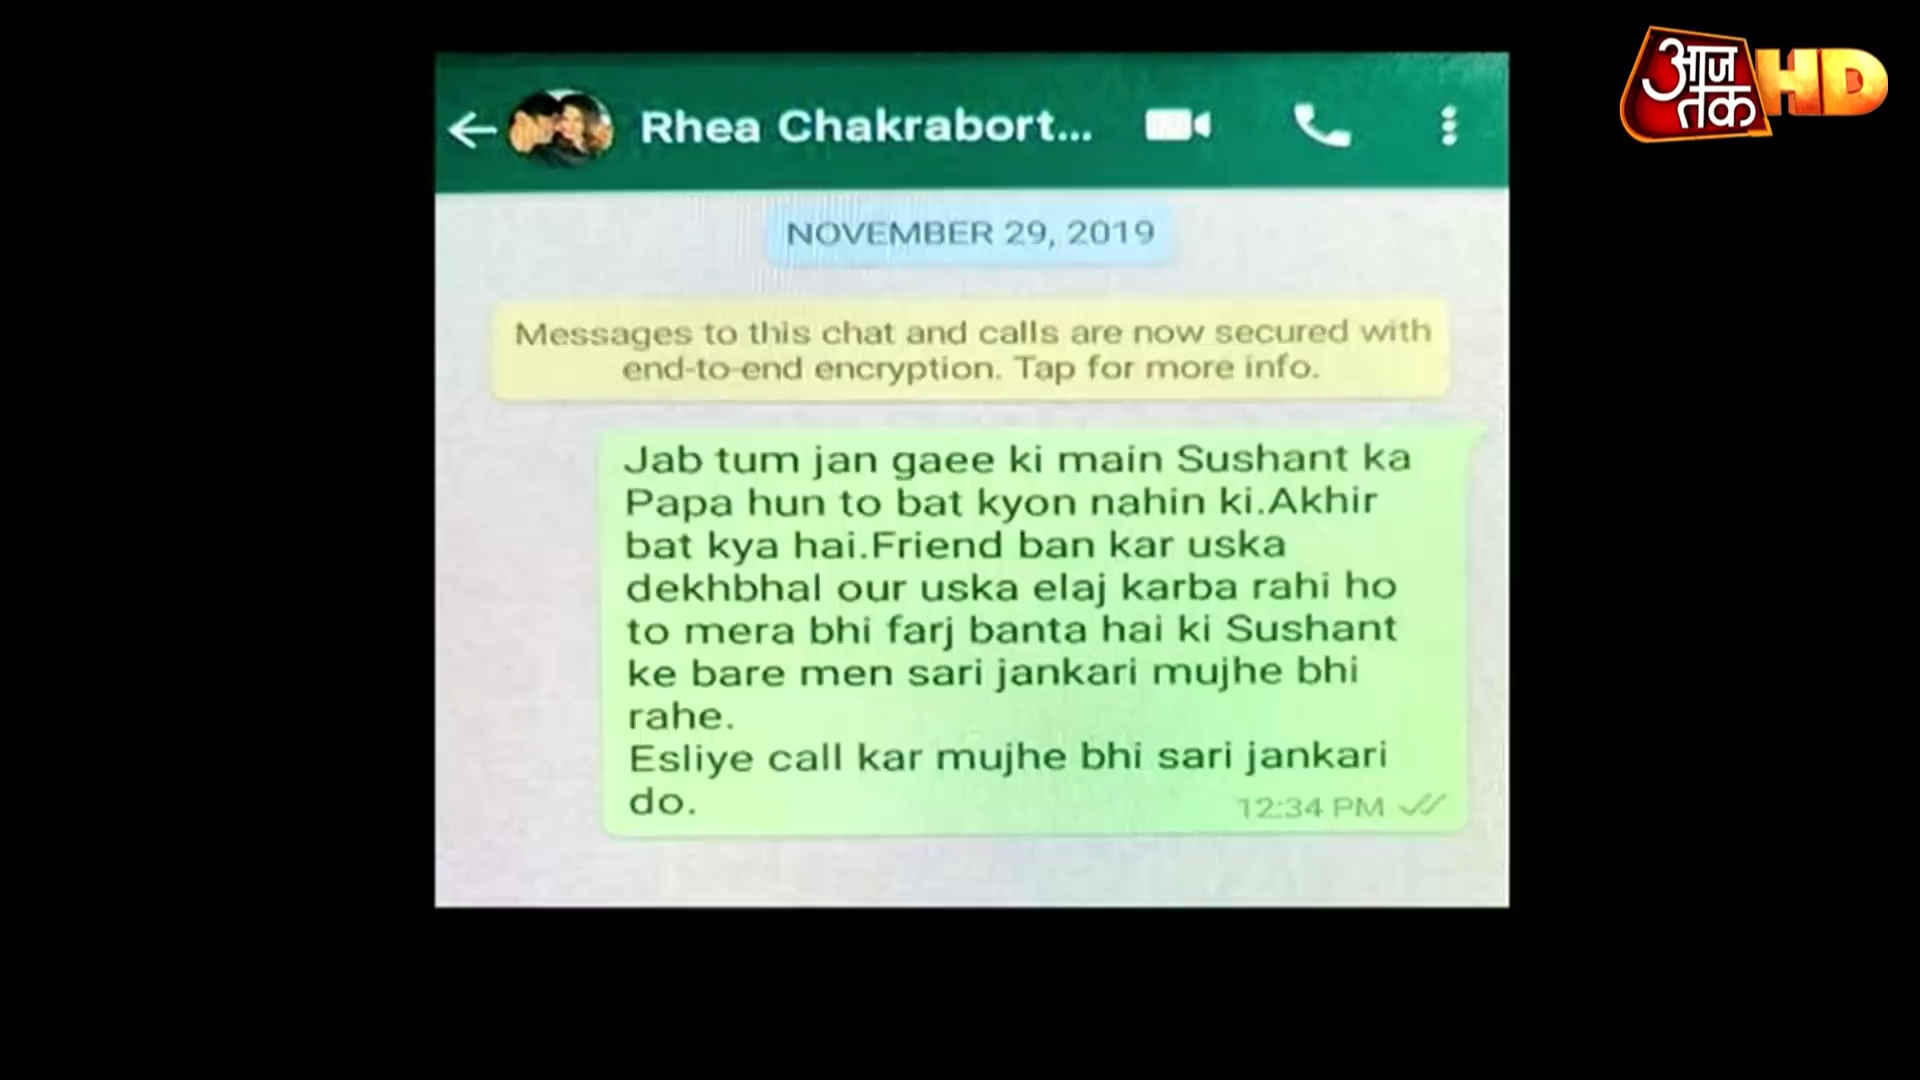 आज तक HD
Rhea Chakrabort...
NOVEMBER 29, 2019
Messages to this chat and calls are now secured with
end-to-end encryption. Tap for more info.
Jab tum jan gaee ki main Sushant ka
Papa hun to bat kyon nahin ki.Akhir
bat kya hai.Friend ban kar uska
dekhbhal our uska elaj karba rahi ho
to mera bhi farj banta hai ki Sushant
ke bare men sari jankari mujhe bhi
rahe.
Esliye call kar mujhe bhi sari jankari
do.
12:34 PM